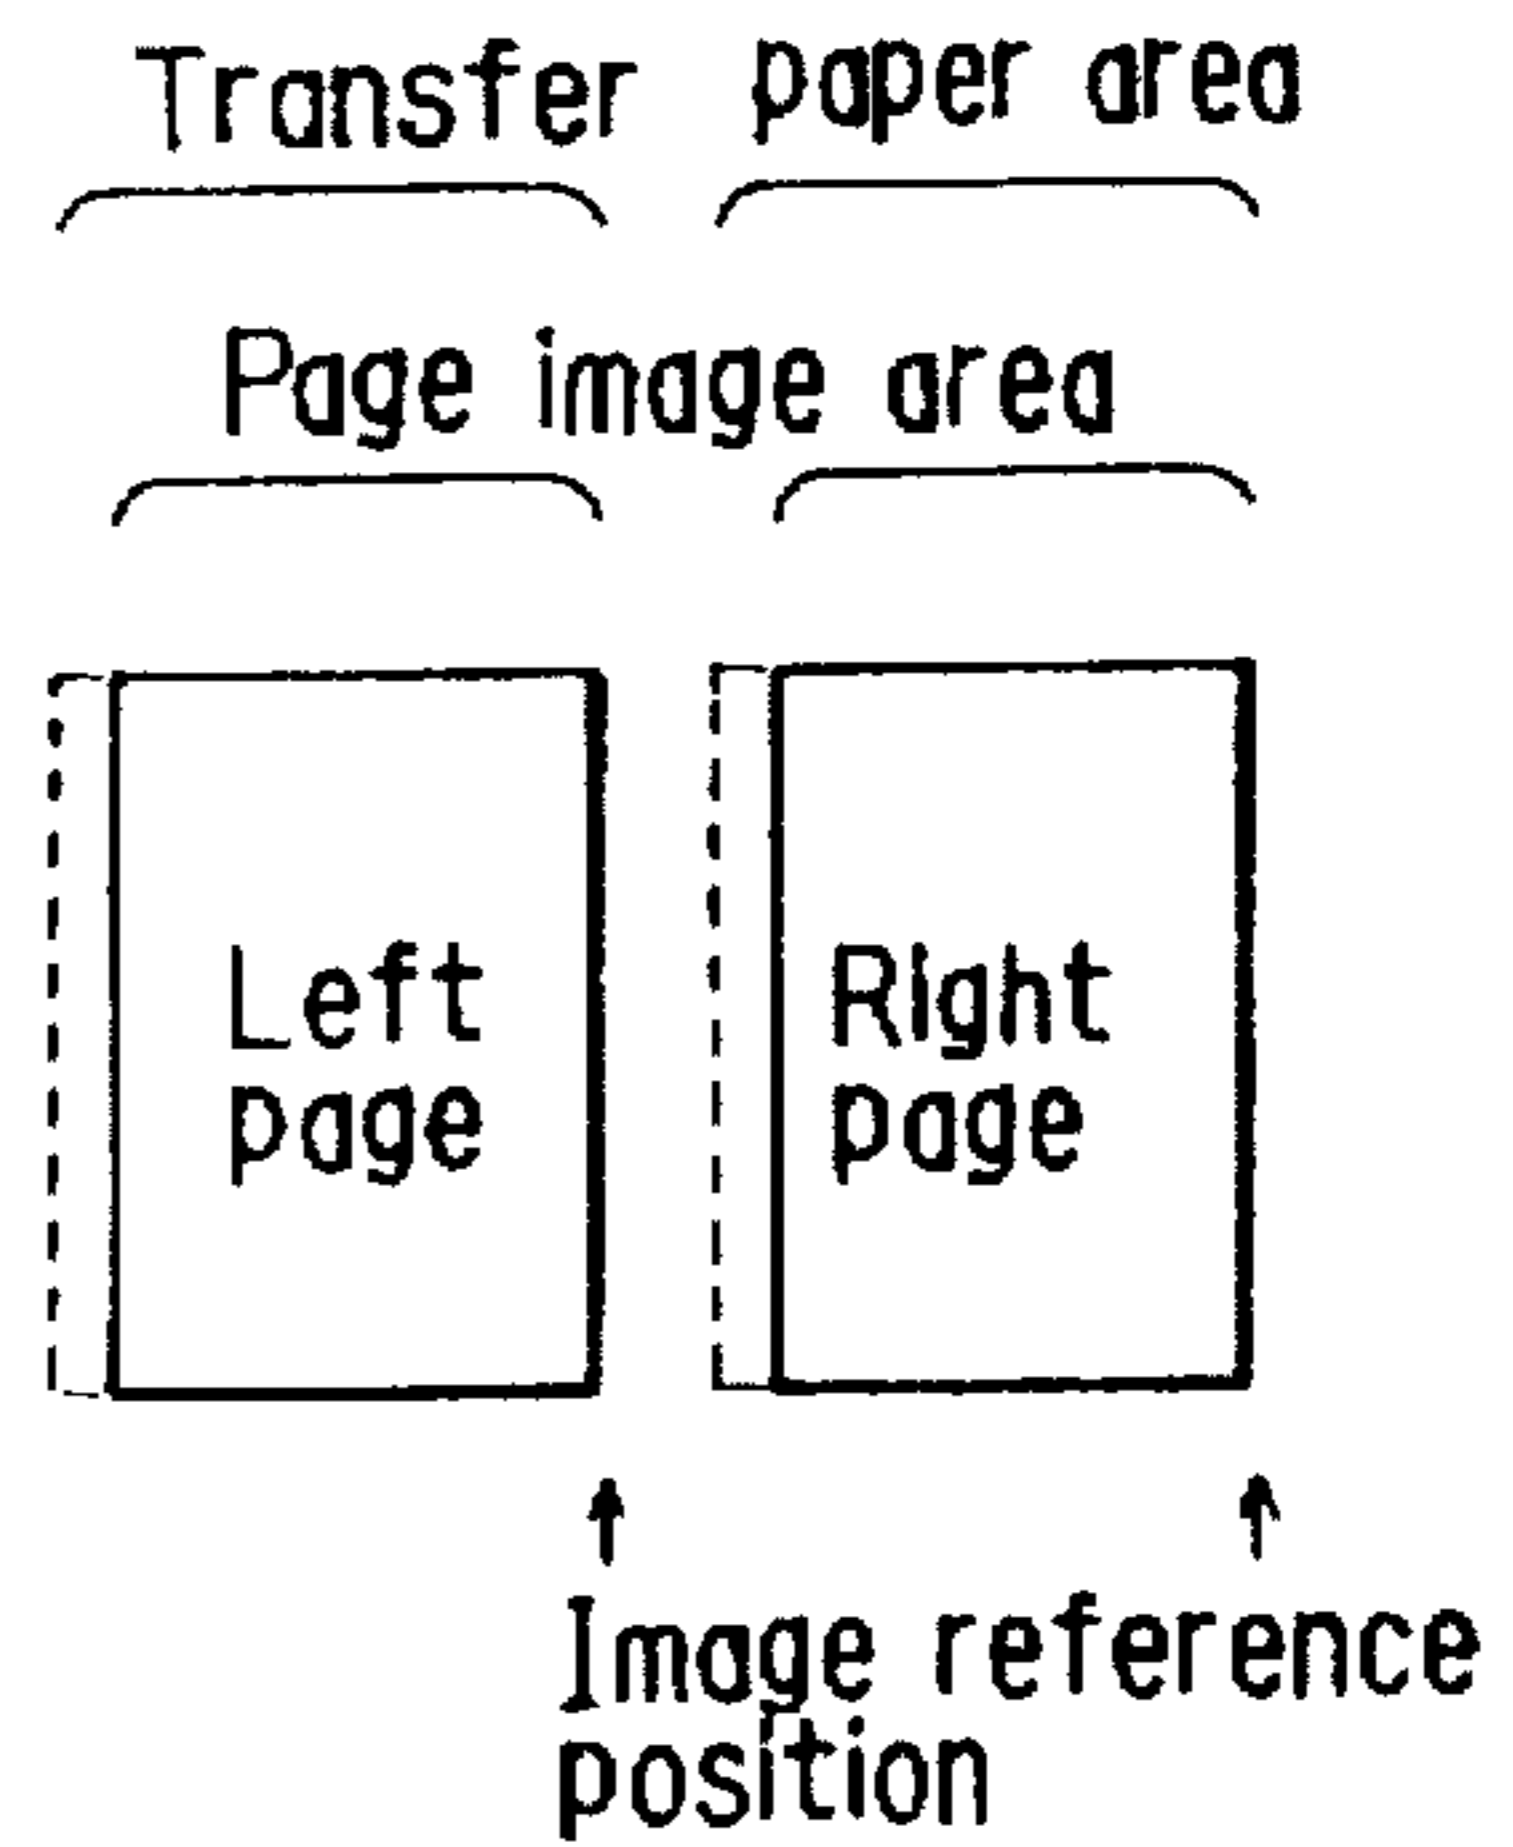 Transfer paper area
Page image area
Left
page
Right
page
Image reference
position